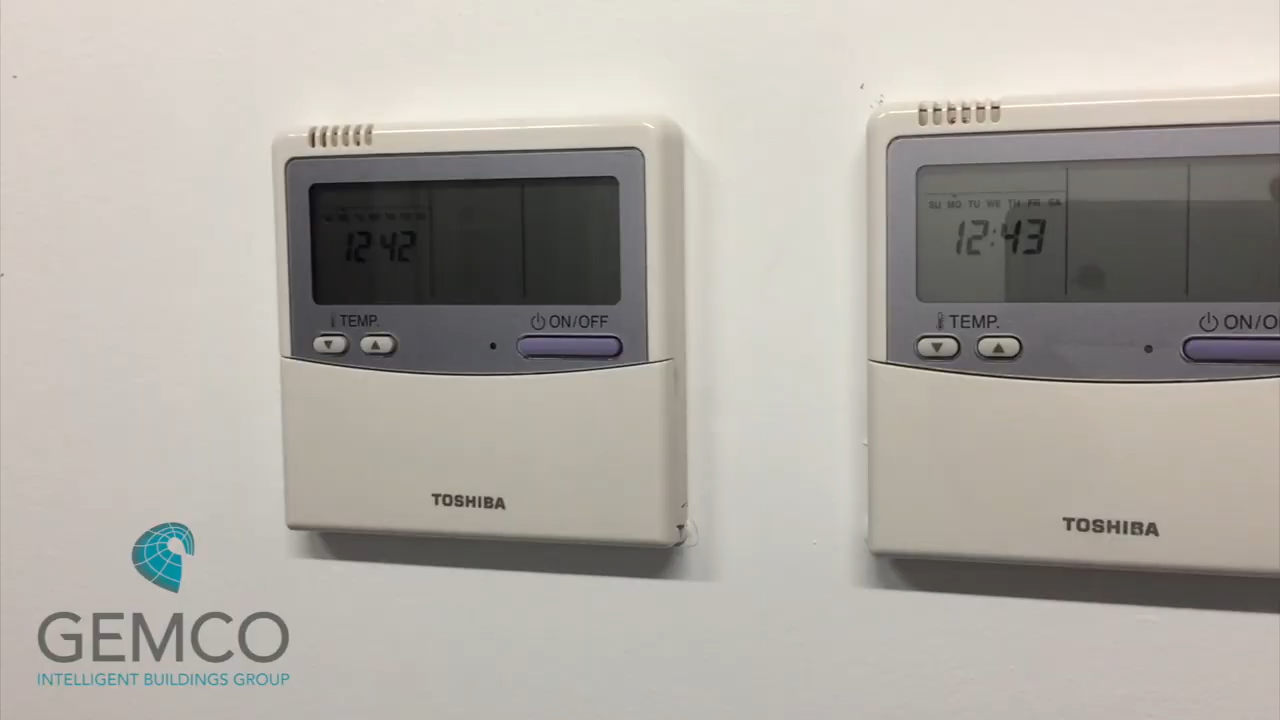 12 42
TEMP.
ON/OFF
TOSHIBA
SU MO TU WE TH FR SA
12:43
TEMP.
ON/O
TOSHIBA
GEMCO
INTELLIGENT BUILDINGS GROUP